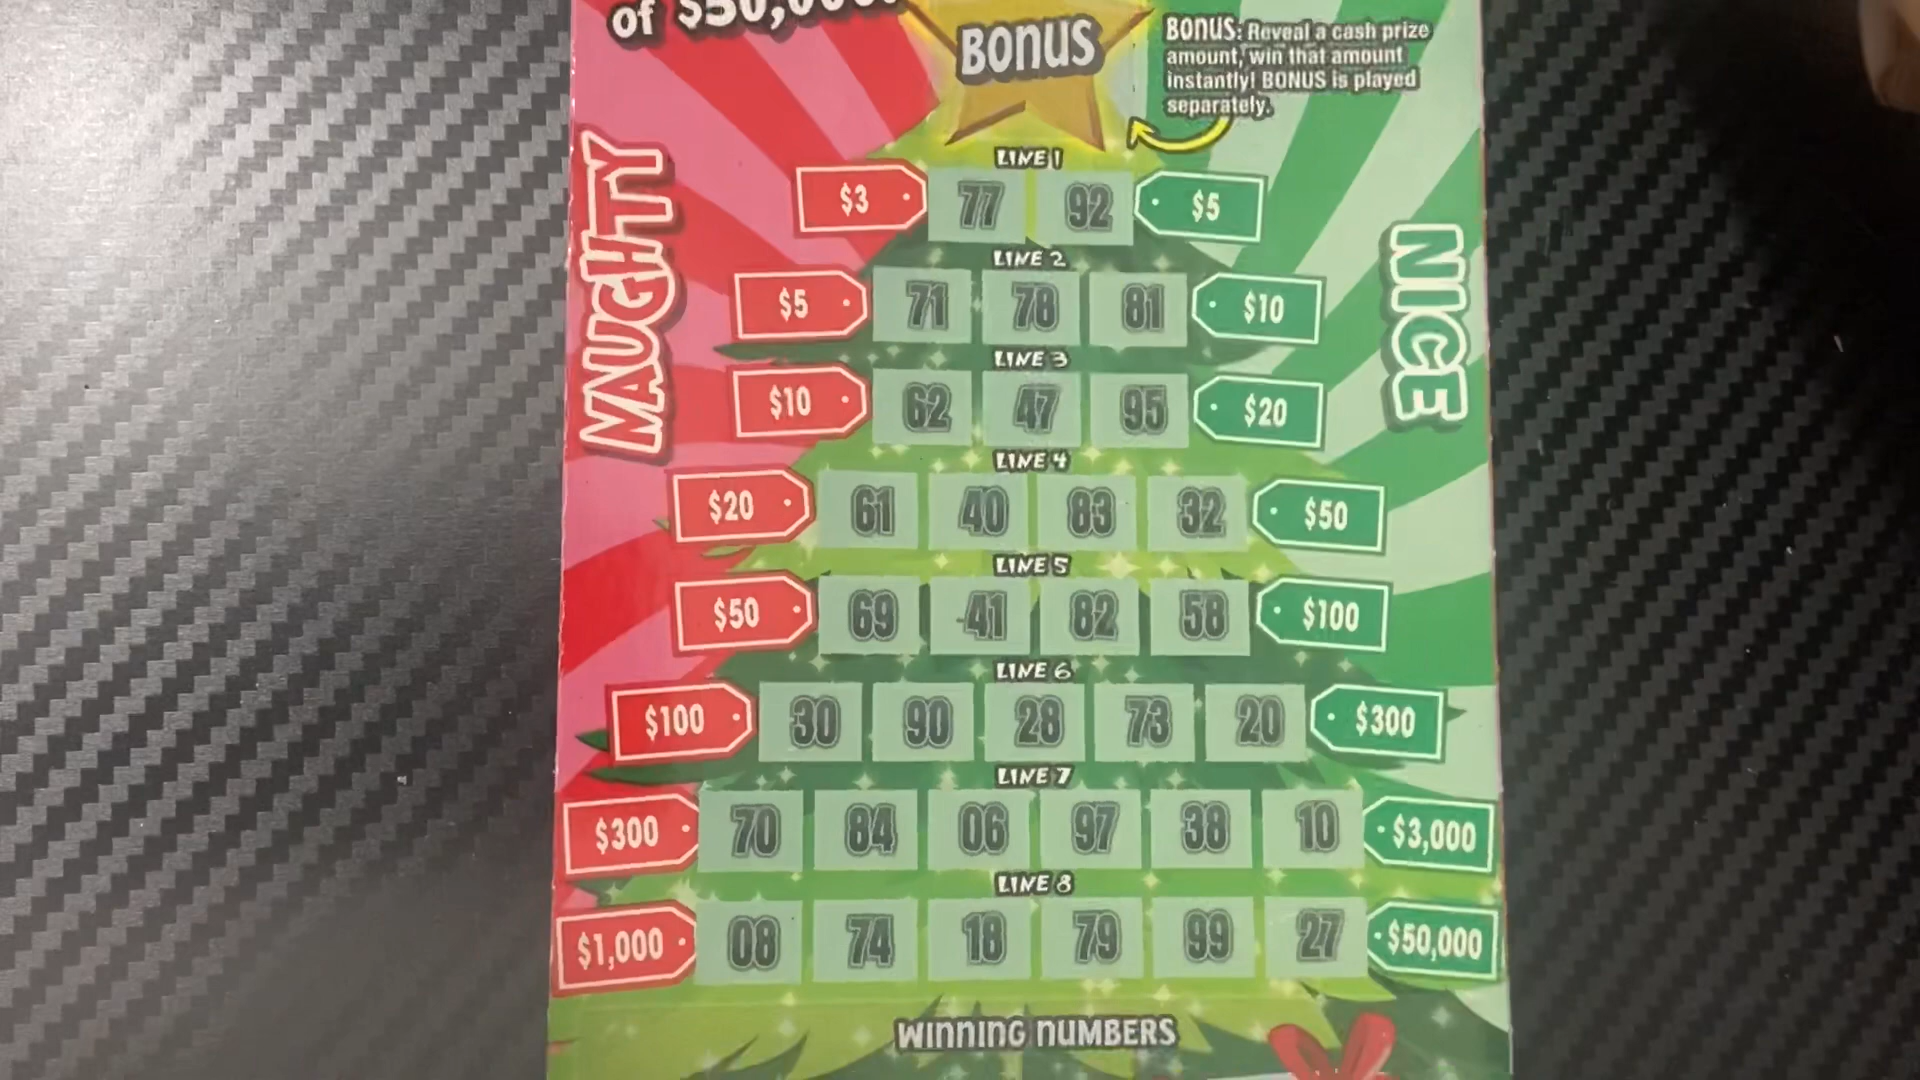 of $50,000
BONUS
BONUS: Reveal a cash prize
amount, win that amount
instantly! BONUS is played
separately.
NAUGHTY
NICE
LINE 1
$3 77 92 $5
LINE 2
$5 71 78 81 $10
LINE 3
$10 62 47 95 $20
LINE 4
$20 61 40 83 32 $50
LINE 5
$50 69 41 82 58 $100
LINE 6
$100 30 90 28 73 20 $300
LINE 7
$300 70 84 06 97 38 10 $3,000
LINE 8
$1,000 08 74 18 79 99 27 $50,000
WINNING NUMBERS